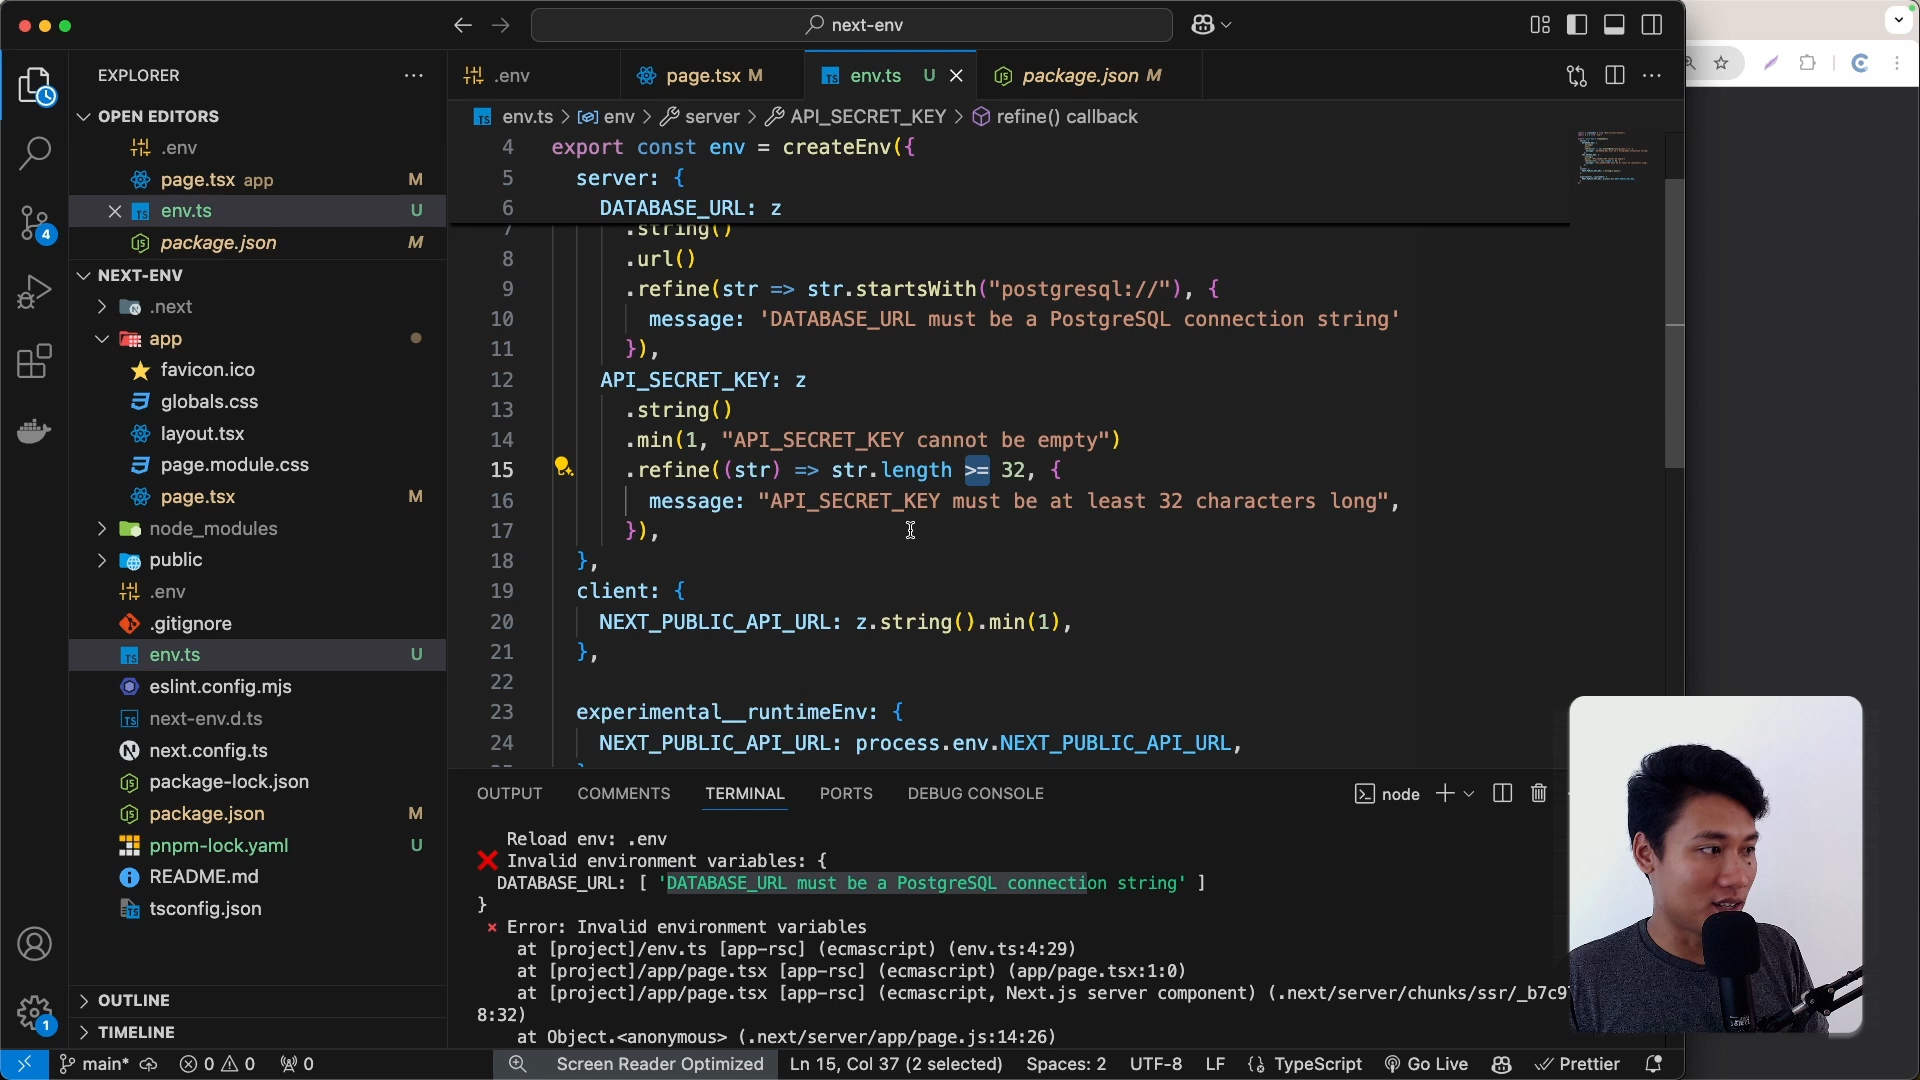 next-env
EXPLORER
OPEN EDITORS
.env
page.tsx app M
env.ts U
package.json M
NEXT-ENV
.next
app
favicon.ico
globals.css
layout.tsx
page.module.css
page.tsx M
node_modules
public
.env
.gitignore
env.ts U
eslint.config.mjs
next-env.d.ts
next.config.ts
package-lock.json
package.json M
pnpm-lock.yaml U
README.md
tsconfig.json
OUTLINE
TIMELINE
4
1
.env
page.tsx M
env.ts U
package.json M
env.ts > env > server > API_SECRET_KEY > refine() callback
4 export const env = createEnv({
5 server: {
6 DATABASE_URL: z
7 .string()
8 .url()
9 .refine(str => str.startsWith("postgresql://"), {
10 message: 'DATABASE_URL must be a PostgreSQL connection string'
11 }),
12 API_SECRET_KEY: z
13 .string()
14 .min(1, "API_SECRET_KEY cannot be empty")
15 .refine((str) => str.length >= 32, {
16 message: "API_SECRET_KEY must be at least 32 characters long",
17 }),
18 },
19 client: {
20 NEXT_PUBLIC_API_URL: z.string().min(1),
21 },
22
23 experimental__runtimeEnv: {
24 NEXT_PUBLIC_API_URL: process.env.NEXT_PUBLIC_API_URL,
OUTPUT COMMENTS TERMINAL PORTS DEBUG CONSOLE
node
Reload env: .env
❌ Invalid environment variables: {
DATABASE_URL: [ 'DATABASE_URL must be a PostgreSQL connection string' ]
}
⨯ Error: Invalid environment variables
at [project]/env.ts [app-rsc] (ecmascript) (env.ts:4:29)
at [project]/app/page.tsx [app-rsc] (ecmascript) (app/page.tsx:1:0)
at [project]/app/page.tsx [app-rsc] (ecmascript, Next.js server component) (.next/server/chunks/ssr/_b7c9
8:32)
at Object.<anonymous> (.next/server/app/page.js:14:26)
main* 0 0 0 Screen Reader Optimized Ln 15, Col 37 (2 selected) Spaces: 2 UTF-8 LF {} TypeScript Go Live Prettier